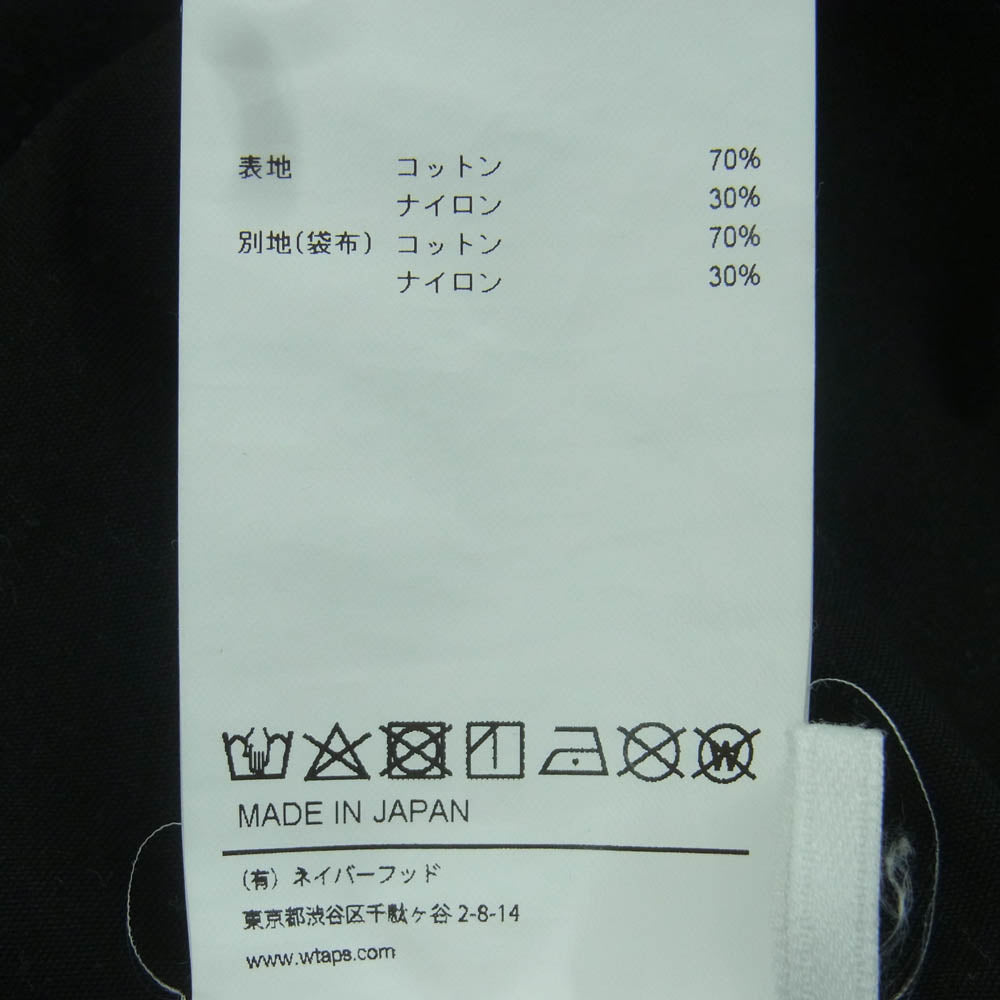 表地 コットン 70%
ナイロン 30%
別地(袋布) コットン 70%
ナイロン 30%
W
MADE IN JAPAN
(有) ネイバーフッド
東京都渋谷区千駄ヶ谷 2-8-14
www.wtaps.com